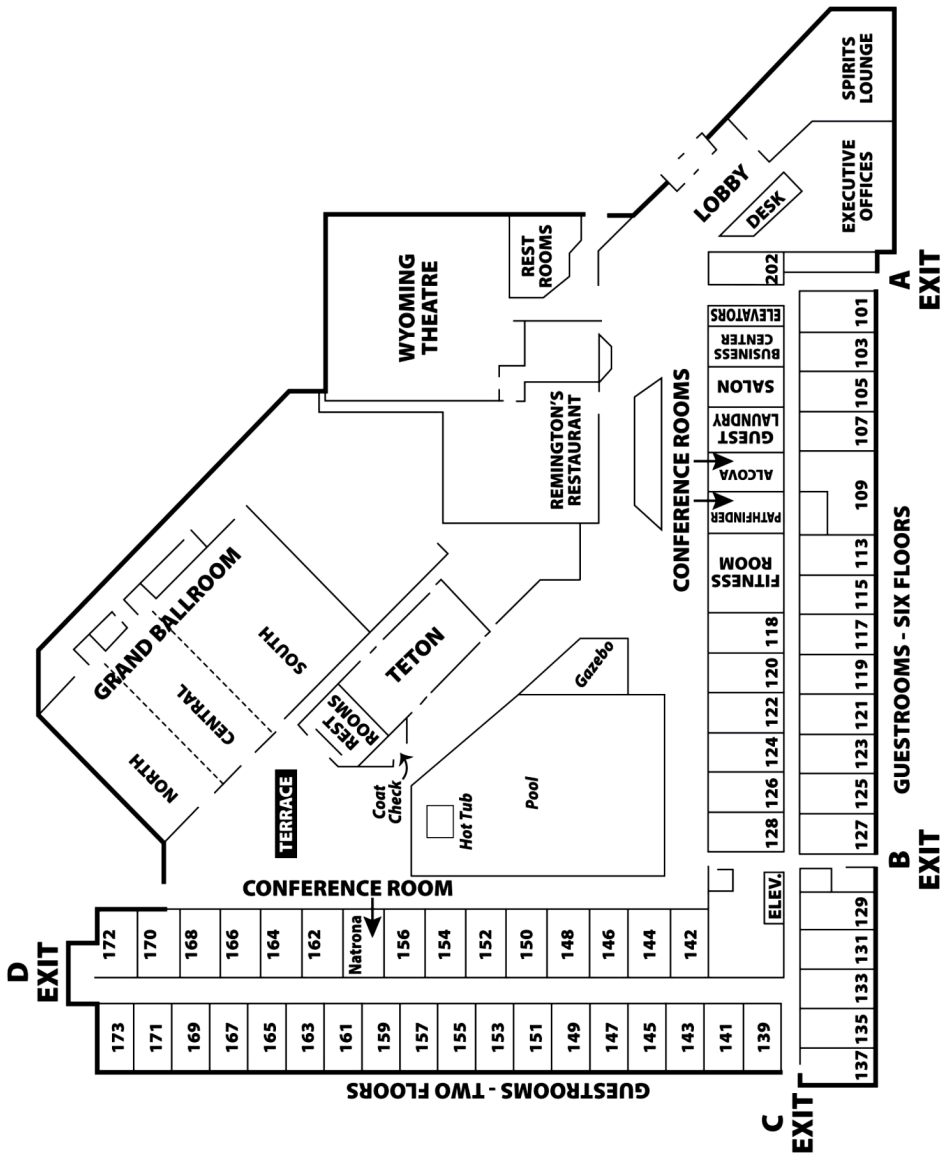 SPIRITS
LOUNGE
EXECUTIVE
OFFICES
LOBBY
DESK
A
EXIT
202
REST
ROOMS
WYOMING
THEATRE
REMINGTON'S
RESTAURANT
ELEVATORS
BUSINESS
CENTER
SALON
GUEST
LAUNDRY
CONFERENCE ROOMS
ALCOVA
PATHFINDER
FITNESS
ROOM
118
120
122
124
126
128
101
103
105
107
109
113
115
117
119
121
123
125
127
GUESTROOMS - SIX FLOORS
B
EXIT
GRAND BALLROOM
SOUTH
CENTRAL
NORTH
TETON
REST
ROOMS
Coat
Check
TERRACE
Gazebo
Pool
Hot Tub
ELEV.
129
131
133
135
137
C
EXIT
CONFERENCE ROOM
Natrona
172
170
168
166
164
162
156
154
152
150
148
146
144
142
D
EXIT
173
171
169
167
165
163
161
159
157
155
153
151
149
147
145
143
141
139
GUESTROOMS - TWO FLOORS